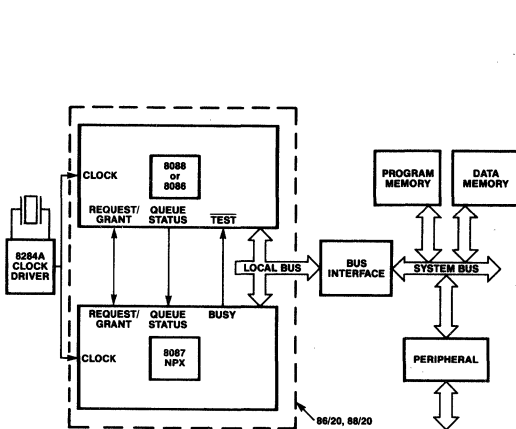 8088
or
8086
CLOCK
REQUEST/
GRANT
QUEUE
STATUS
TEST
8284A
CLOCK
DRIVER
LOCAL BUS
BUS
INTERFACE
PROGRAM
MEMORY
DATA
MEMORY
SYSTEM BUS
REQUEST/
GRANT
QUEUE
STATUS
BUSY
CLOCK
8087
NPX
PERIPHERAL
86/20, 88/20